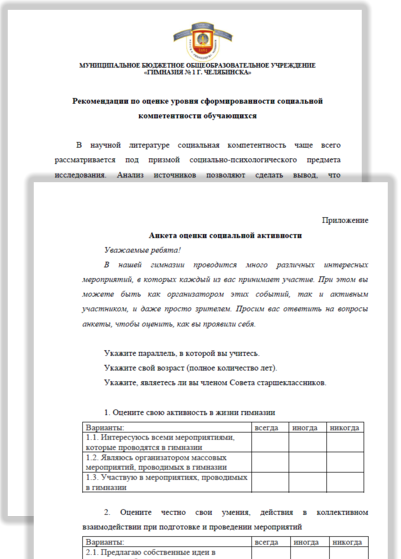 МУНИЦИПАЛЬНОЕ БЮДЖЕТНОЕ ОБЩЕОБРАЗОВАТЕЛЬНОЕ УЧРЕЖДЕНИЕ
«ГИМНАЗИЯ № 1 Г. ЧЕЛЯБИНСКА»
Рекомендации по оценке уровня сформированности социальной
компетентности обучающихся
В научной литературе социальная компетентность чаще всего
рассматривается под призмой социально-психологического предмета
исследования. Анализ источников позволяют сделать вывод, что
Приложение
Анкета оценки социальной активности
Уважаемые ребята!
В нашей гимназии проводится много различных интересных
мероприятий, в которых каждый из вас принимает участие. При этом вы
можете быть как организатором этих событий, так и активным
участником, и даже просто зрителем. Просим вас ответить на вопросы
анкеты, чтобы оценить, как вы проявили себя.
Укажите параллель, в которой вы учитесь.
Укажите свой возраст (полное количество лет).
Укажите, являетесь ли вы членом Совета старшеклассников.
1. Оцените свою активность в жизни гимназии
Варианты: всегда иногда никогда
1.1. Интересуюсь всеми мероприятиями,
которые проводятся в гимназии
1.2. Являюсь организатором массовых
мероприятий, проводимых в гимназии
1.3. Участвую в мероприятиях, проводимых
в гимназии
2. Оцените честно свои умения, действия в коллективном
взаимодействии при подготовке и проведении мероприятий
Варианты: всегда иногда никогда
2.1. Предлагаю собственные идеи в